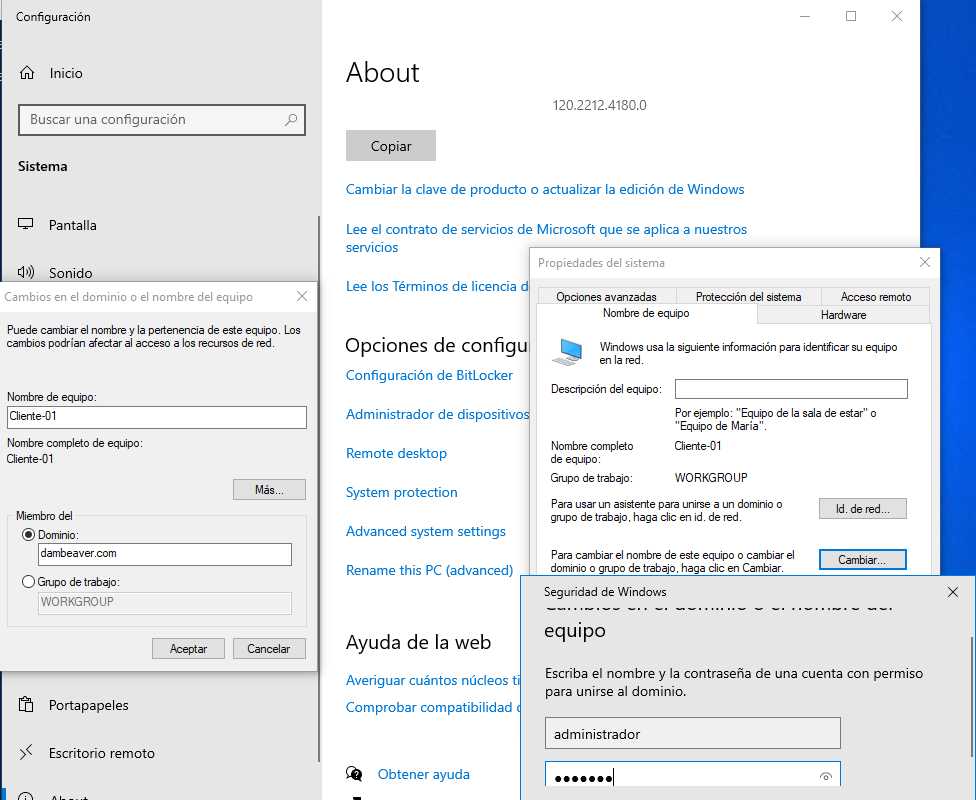 Configuración
Inicio
Buscar una configuración
Sistema
Pantalla
Sonido
Cambios en el dominio o el nombre del equipo
Puede cambiar el nombre y la pertenencia de este equipo. Los
cambios podrían afectar al acceso a los recursos de red.
Nombre de equipo:
Cliente-01
Nombre completo de equipo:
Cliente-01
Más...
Miembro del
Dominio:
dambeaver.com
Grupo de trabajo:
WORKGROUP
Aceptar
Cancelar
Portapapeles
Escritorio remoto
About
About
120.2212.4180.0
Copiar
Cambiar la clave de producto o actualizar la edición de Windows
Lee el contrato de servicios de Microsoft que se aplica a nuestros
servicios
Lee los Términos de licencia d
Opciones de configu
Configuración de BitLocker
Administrador de dispositivos
Remote desktop
System protection
Advanced system settings
Rename this PC (advanced)
Ayuda de la web
Averiguar cuántos núcleos ti
Comprobar compatibilidad
Obtener ayuda
Propiedades del sistema
Opciones avanzadas
Protección del sistema
Acceso remoto
Nombre de equipo
Hardware
Windows usa la siguiente información para identificar su equipo
en la red.
Descripción del equipo:
Por ejemplo: "Equipo de la sala de estar" o
"Equipo de María".
Nombre completo
de equipo:
Cliente-01
Grupo de trabajo:
WORKGROUP
Para usar un asistente para unirse a un dominio o
grupo de trabajo, haga clic en id. de red.
Id. de red...
Para cambiar el nombre de este equipo o cambiar el
dominio o grupo de trabajo, haga clic en Cambiar.
Cambiar...
Seguridad de Windows
Cambios en el dominio o el nombre del
equipo
Escriba el nombre y la contraseña de una cuenta con permiso
para unirse al dominio.
administrador
●●●●●●●